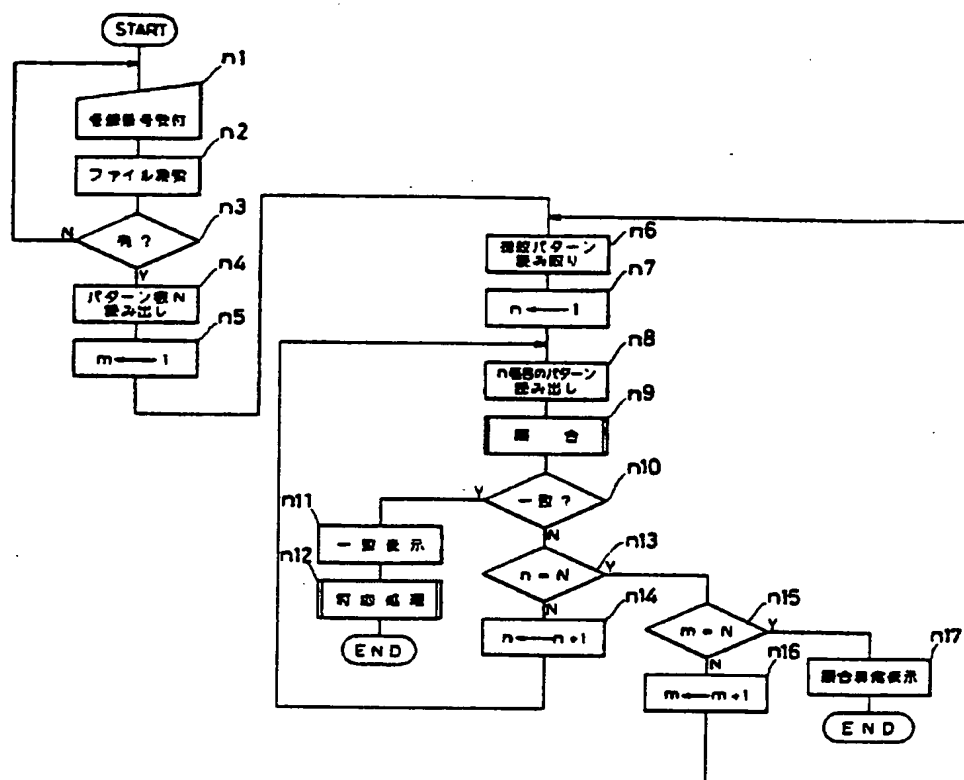 START
n1
登録番号受付
n2
ファイル検索
n3
有?
N
Y
n4
パターン数N
読み出し
n5
m ← 1
n6
指紋パターン
読み取り
n7
n ← 1
n8
n番目のパターン
読み出し
n9
照合
n10
一致?
Y
N
n11
一致表示
n12
対応処理
END
n13
n = N
Y
N
n14
n ← n+1
n15
m = N
Y
N
n16
m ← m+1
n17
照合異常表示
END